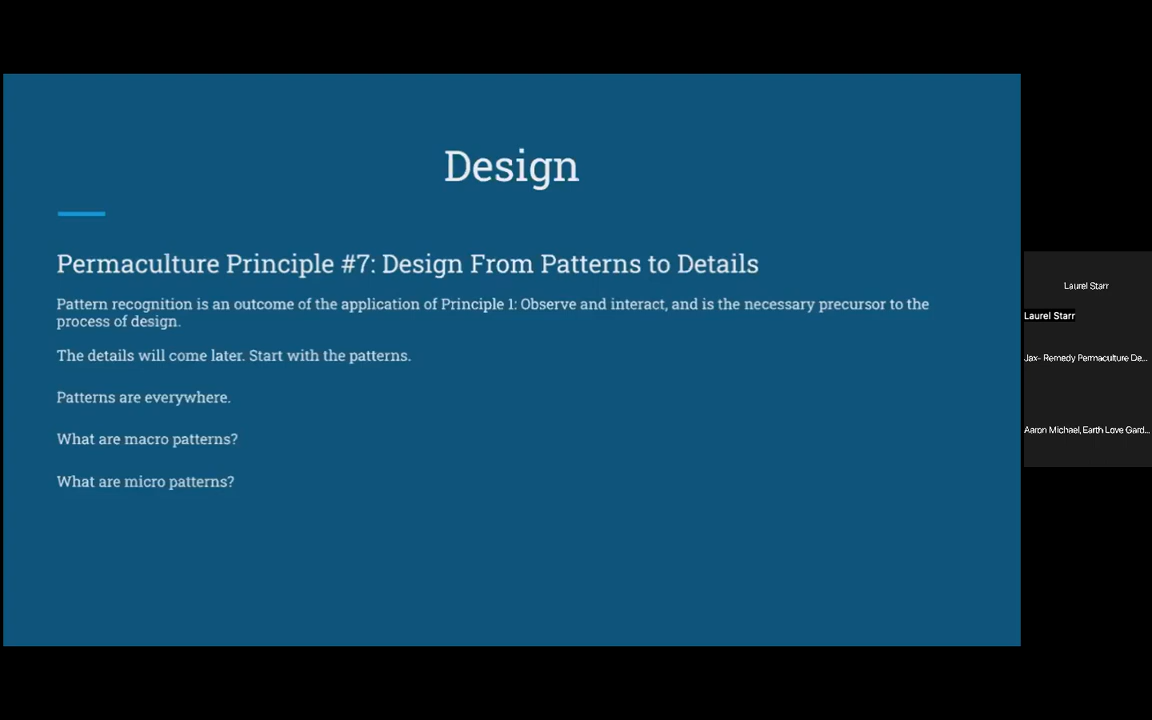 Design
Permaculture Principle #7: Design From Patterns to Details
Pattern recognition is an outcome of the application of Principle 1: Observe and interact, and is the necessary precursor to the
process of design.
The details will come later. Start with the patterns.
Patterns are everywhere.
What are macro patterns?
What are micro patterns?
Laurel Starr
Laurel Starr
Jax- Remedy Permaculture De...
Aaron Michael, Earth Love Gard...